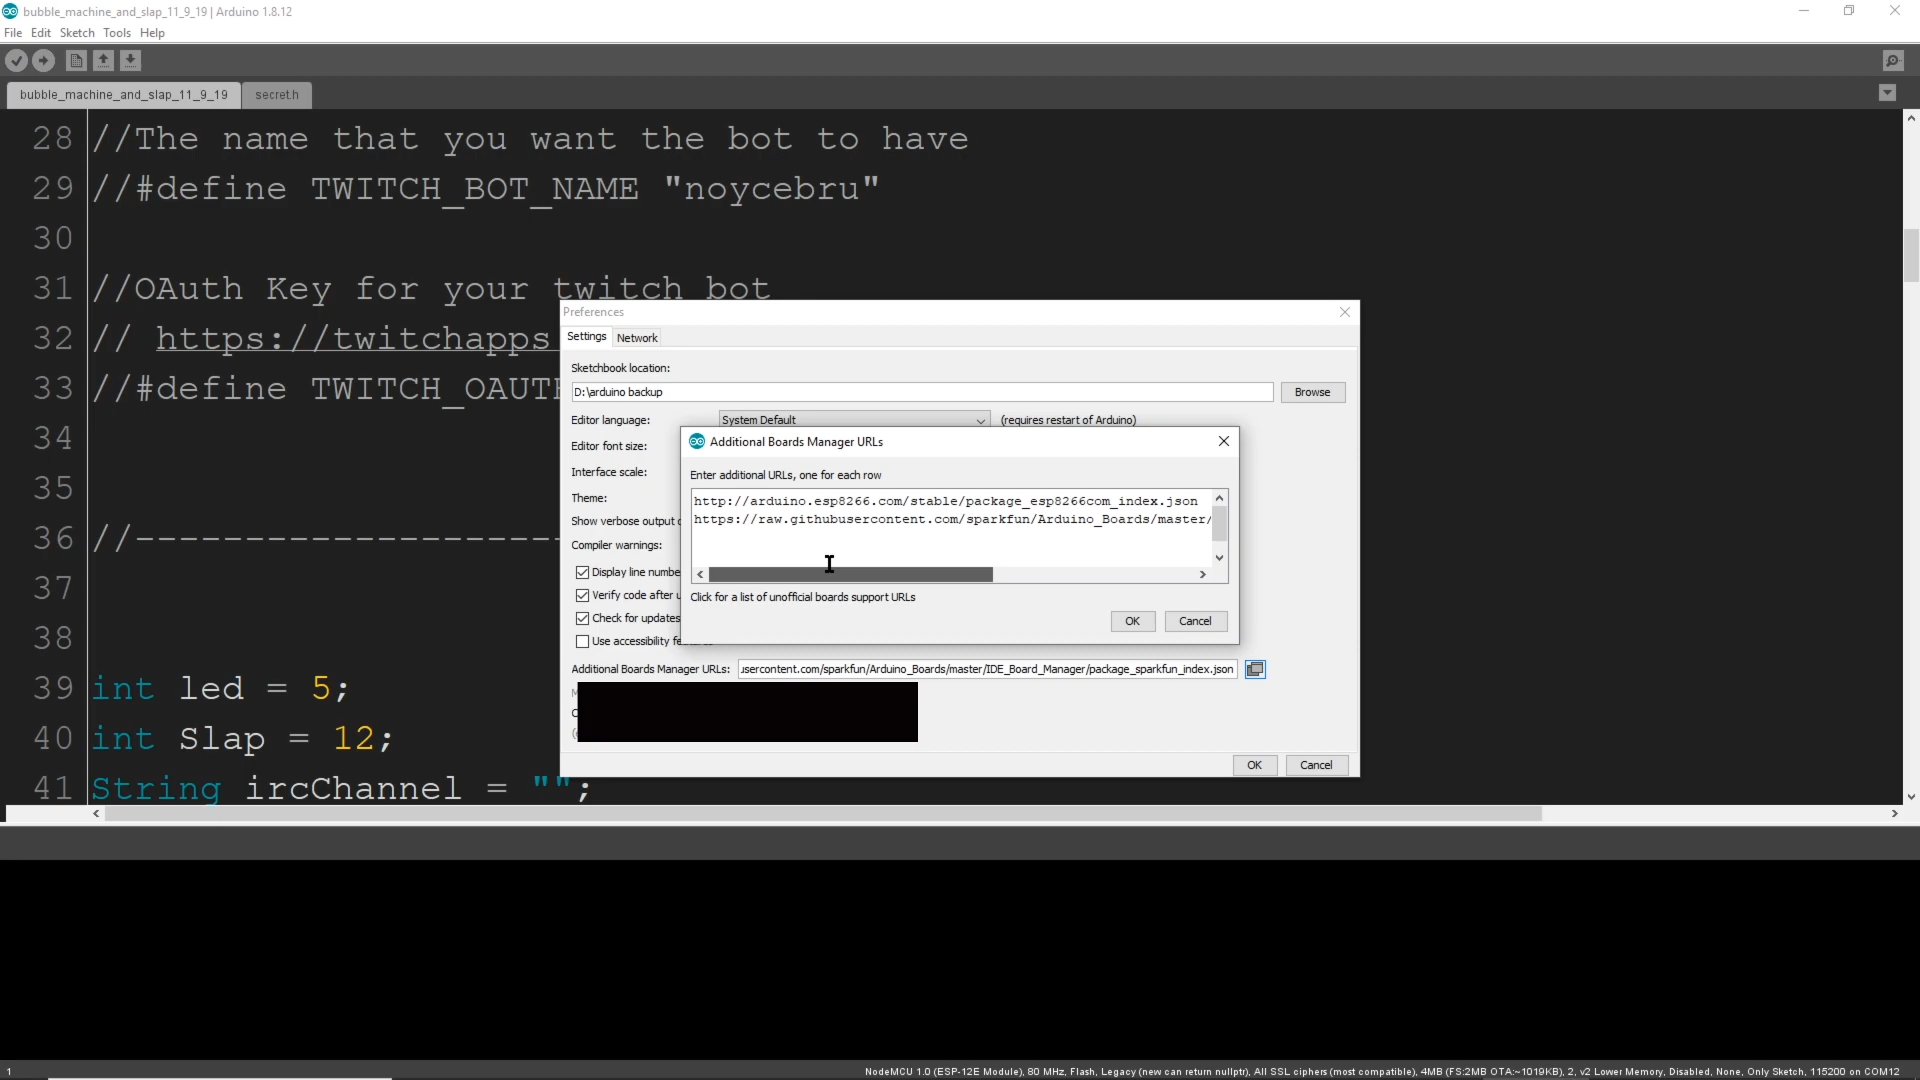 bubble_machine_and_slap_11_9_19 | Arduino 1.8.12
File Edit Sketch Tools Help
bubble_machine_and_slap_11_9_19 secret.h
28 //The name that you want the bot to have
29 //#define TWITCH_BOT_NAME "noycebru"
30
31 //OAuth Key for your twitch bot
32 // https://twitchapps
33 //#define TWITCH_OAUTH
34
35
36 //--------------------
37
38
39 int led = 5;
40 int Slap = 12;
41 String ircChannel = "";
Preferences
Settings Network
Sketchbook location:
D:\arduino backup Browse
Editor language: System Default (requires restart of Arduino)
Editor font size:
Interface scale:
Theme:
Show verbose output
Compiler warnings:
Display line numbe
Verify code after u
Check for updates
Use accessibility fe
Additional Boards Manager URLs
Enter additional URLs, one for each row
http://arduino.esp8266.com/stable/package_esp8266com_index.json
https://raw.githubusercontent.com/sparkfun/Arduino_Boards/master/
Click for a list of unofficial boards support URLs
OK Cancel
Additional Boards Manager URLs: usercontent.com/sparkfun/Arduino_Boards/master/IDE_Board_Manager/package_sparkfun_index.json
OK Cancel
1 NodeMCU 1.0 (ESP-12E Module), 80 MHz, Flash, Legacy (new can return nullptr), All SSL ciphers (most compatible), 4MB (FS:2MB OTA:~1019KB), 2, v2 Lower Memory, Disabled, None, Only Sketch, 115200 on COM12